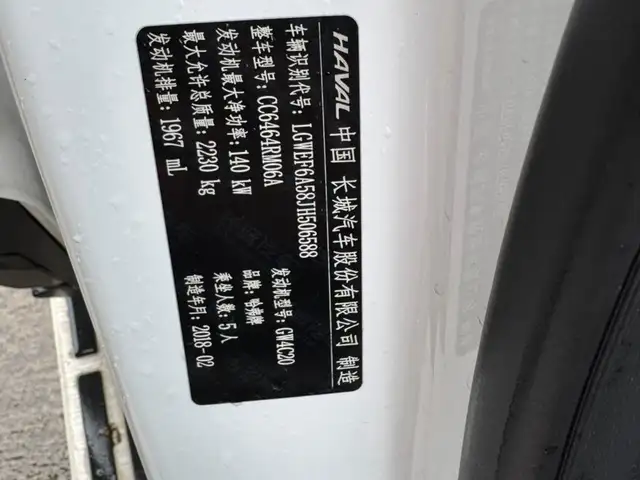 HAVAL 中国 长城汽车股份有限公司 制造
车辆识别代号: LGWEF6A58JH506588
整车型号: CC6464RM06A 发动机型号: GW4C20
发动机最大净功率: 140 kW 品牌: 哈弗牌
最大允许总质量: 2230 kg 乘坐人数: 5人
发动机排量: 1967 mL 制造年月: 2018-02